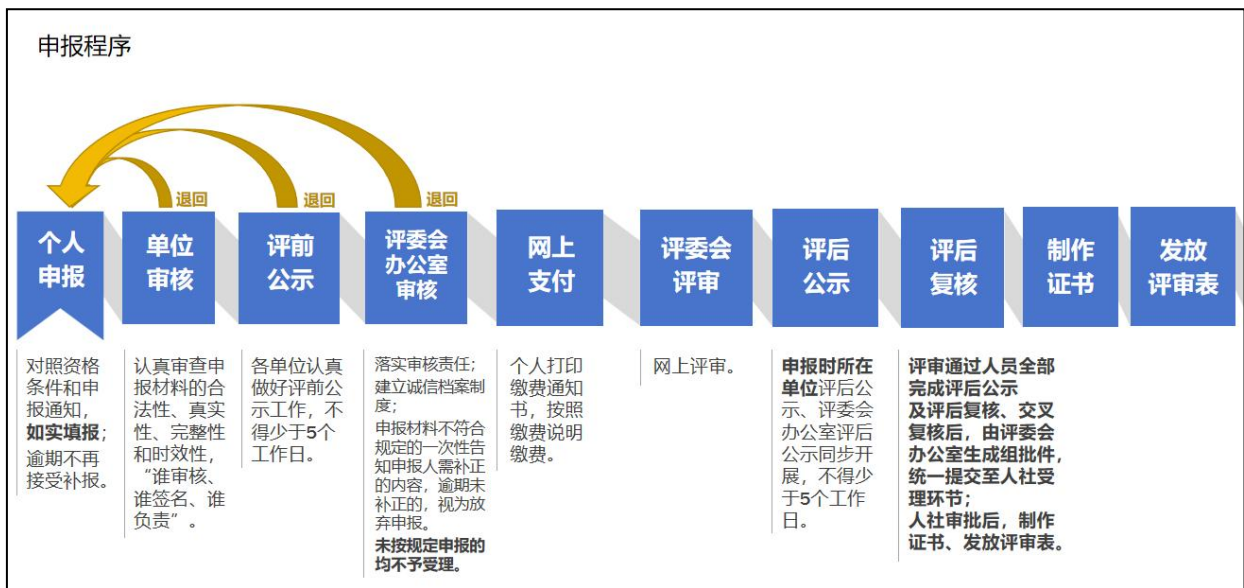 申报程序
退回
退回
退回
个人
申报
单位
审核
评前
公示
评委会
办公室
审核
网上
支付
评委会
评审
评后
公示
评后
复核
制作
证书
发放
评审表
对照资格
条件和申
报通知，
如实填报；
逾期不再
接受补报。
认真审查申
报材料的合
法性、真实
性、完整性
和时效性，
“谁审核、
谁签名、谁
负责”。
各单位认真
做好评前公
示工作，不
得少于5个
工作日。
落实审核责任；
建立诚信档案制
度；
申报材料不符合
规定的一次性告
知申报人需补正
的内容，逾期未
补正的，视为放
弃申报。
未按规定申报的
均不予受理。
个人打印
缴费通知
书，按照
缴费说明
缴费。
网上评审。
申报时所在
单位评后公
示、评委会
办公室评后
公示同步开
展，不得少
于5个工作
日。
评审通过人员全部
完成评后公示
及评后复核、交叉
复核后，由评委会
办公室生成组批件，
统一提交至人社受
理环节；
人社审批后，制作
证书、发放评审表。